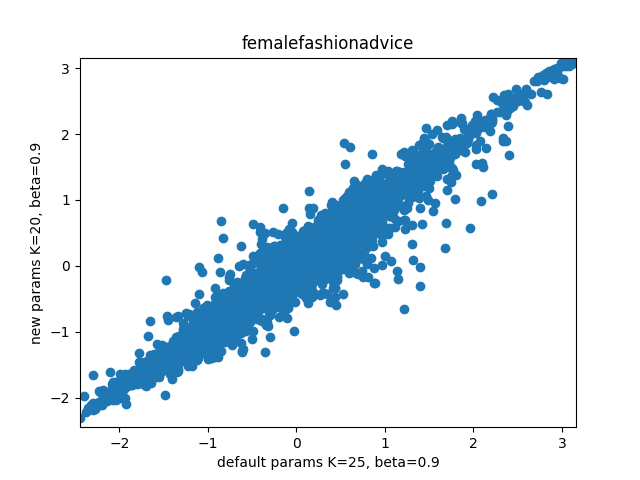 femalefashionadvice
new params K=20, beta=0.9
3
2
1
0
−1
−2
−2 −1 0 1 2 3
default params K=25, beta=0.9